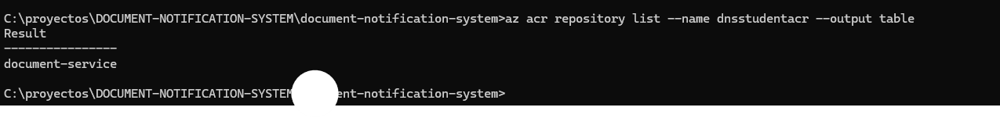 C:\proyectos\DOCUMENT-NOTIFICATION-SYSTEM\document-notification-system>az acr repository list --name dnsstudentacr --output table
Result
----------------
document-service
C:\proyectos\DOCUMENT-NOTIFICATION-SYSTEM ent-notification-system>